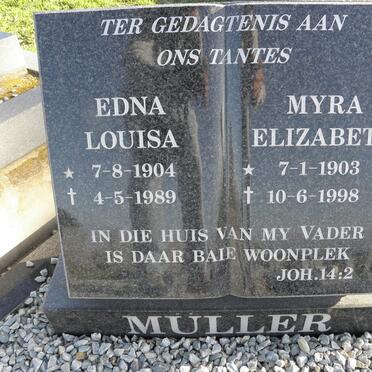 TER GEDAGTENIS AAN
ONS TANTES
EDNA
LOUISA
★ 7-8-1904
✝ 4-5-1989
MYRA
ELIZABET
★ 7-1-1903
✝ 10-6-1998
IN DIE HUIS VAN MY VADER
IS DAAR BAIE WOONPLEK
JOH.14:2
MULLER